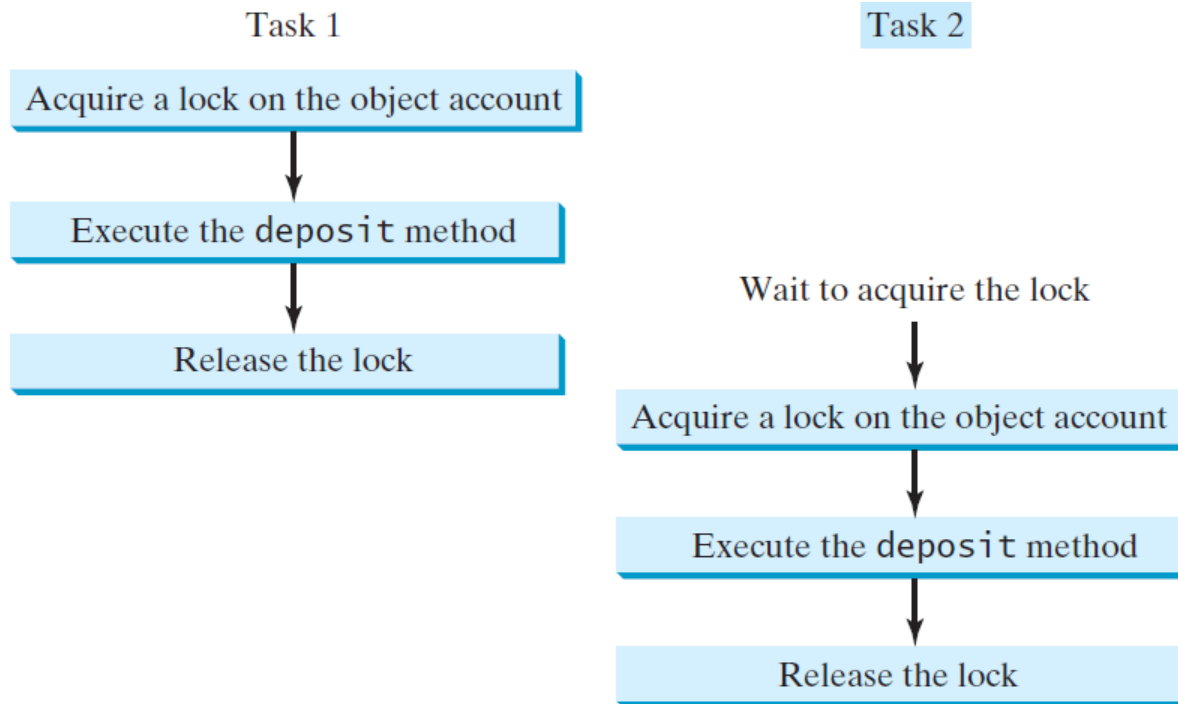 Task 1
Acquire a lock on the object account
Execute the deposit method
Release the lock
Task 2
Wait to acquire the lock
Acquire a lock on the object account
Execute the deposit method
Release the lock